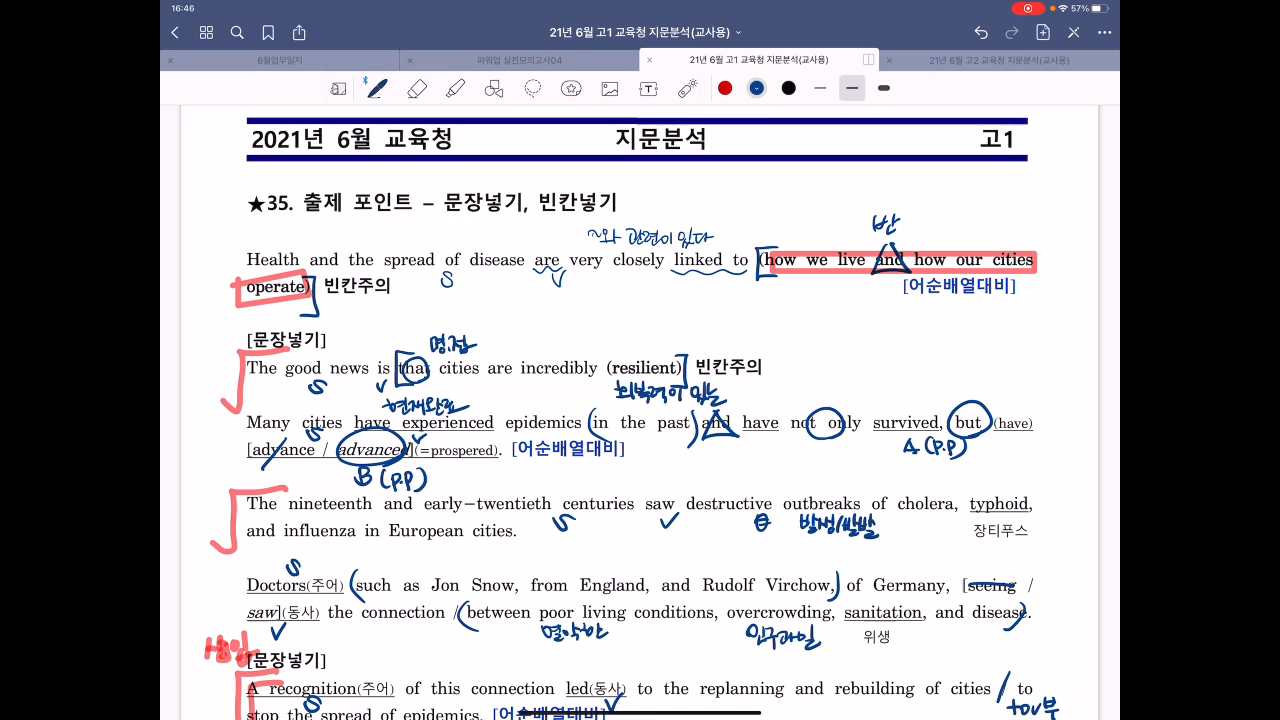 16:46
57%
21년 6월 고1 교육청 지문분석(교사용)
6월업무일지
파워업 실전모의고사04
21년 6월 고1 교육청 지문분석(교사용)
21년 6월 고2 교육청 지문분석(교사용)
2021년 6월 교육청 지문분석 고1
★35. 출제 포인트 – 문장넣기, 빈칸넣기
~와 관련이 있다
반
Health and the spread of disease are very closely linked to (how we live and how our cities
operate) 빈칸주의 [어순배열대비]
S V
[문장넣기]
명.접
The good news is that cities are incredibly (resilient) 빈칸주의
S V
현재완료 회복력이 있는
Many cities have experienced epidemics (in the past) and have not only survived, but (have)
S V
[advance / advanced](=prospered). [어순배열대비] A (p.p)
B (p.p)
The nineteenth and early-twentieth centuries saw destructive outbreaks of cholera, typhoid,
S V O 발생/발발
and influenza in European cities. 장티푸스
S
Doctors(주어) (such as Jon Snow, from England, and Rudolf Virchow,) of Germany, [seeing /
saw](동사) the connection / (between poor living conditions, overcrowding, sanitation, and disease).
V 열악한 인구과밀 위생
[문장넣기]
A recognition(주어) of this connection led(동사) to the replanning and rebuilding of cities / to
S V to V부
stop the spread of epidemics. [어순배열대비]